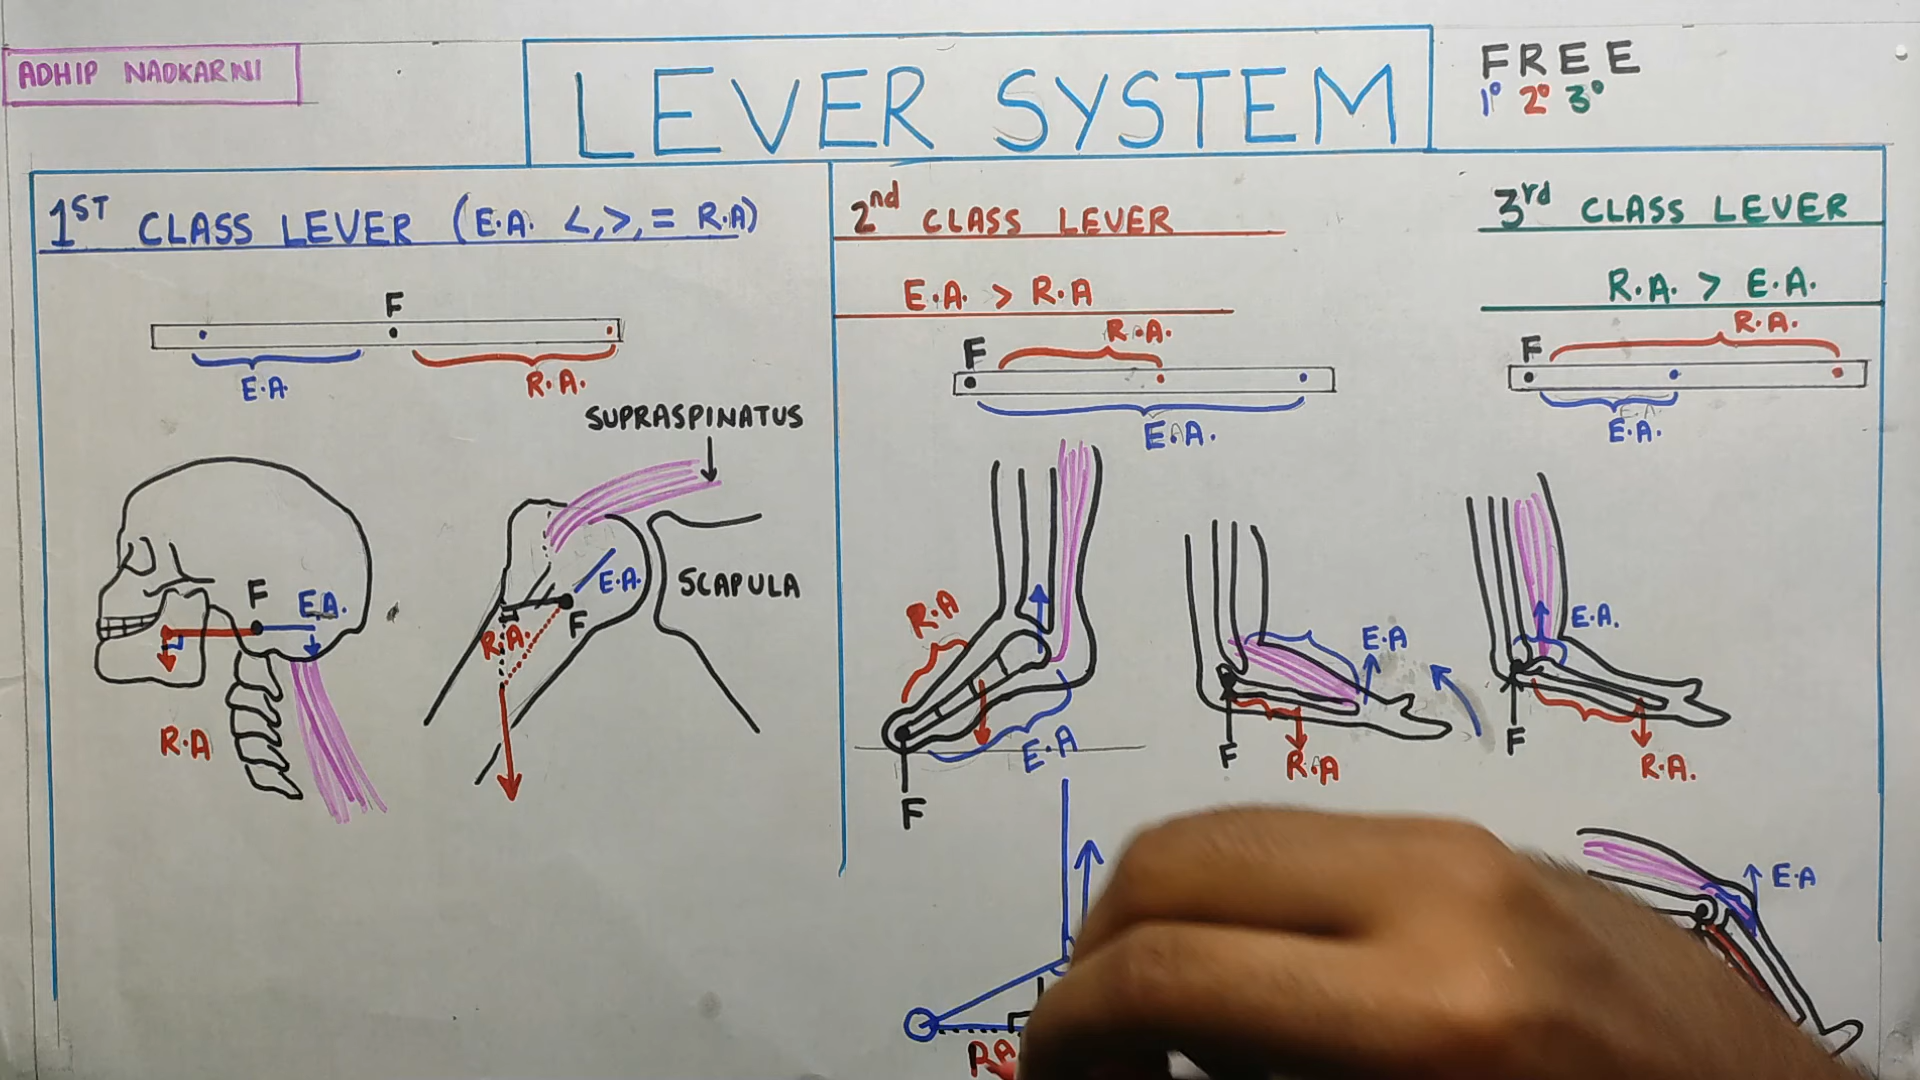 ADHIP NADKARNI
LEVER SYSTEM
FREE
1° 2° 3°
1ST CLASS LEVER (E.A. <,>,= R.A)
F
E.A.
R.A.
SUPRASPINATUS
SCAPULA
F
E.A.
R.A
E.A.
F
R.A.
2nd CLASS LEVER
E.A. > R.A
R.A.
F
E.A.
R.A
E.A
F
E.A
F
R.A
RA
3rd CLASS LEVER
R.A. > E.A.
R.A.
F
E.A.
E.A.
F
R.A.
E.A